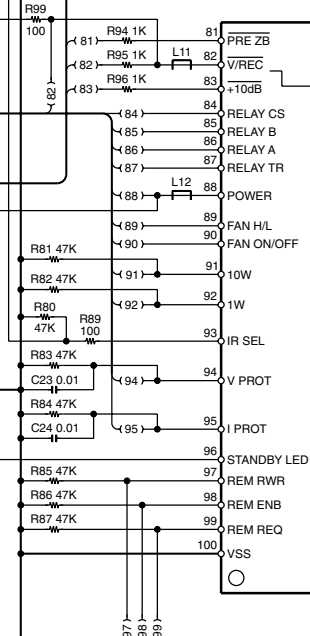 R99
100
R94 1K
81
81
PRE ZB
R95 1K
L11
82
82
V/REC
R96 1K
83
83
+10dB
82
84
84
RELAY CS
85
85
RELAY B
86
86
RELAY A
87
87
RELAY TR
88
L12
88
POWER
89
89
FAN H/L
90
90
FAN ON/OFF
R81 47K
91
91
10W
R82 47K
92
92
1W
R80
47K
R89
100
93
IR SEL
R83 47K
C23 0.01
94
94
V PROT
R84 47K
C24 0.01
95
95
I PROT
96
STANDBY LED
R85 47K
97
REM RWR
R86 47K
98
REM ENB
R87 47K
99
REM REQ
100
VSS
97
98
99